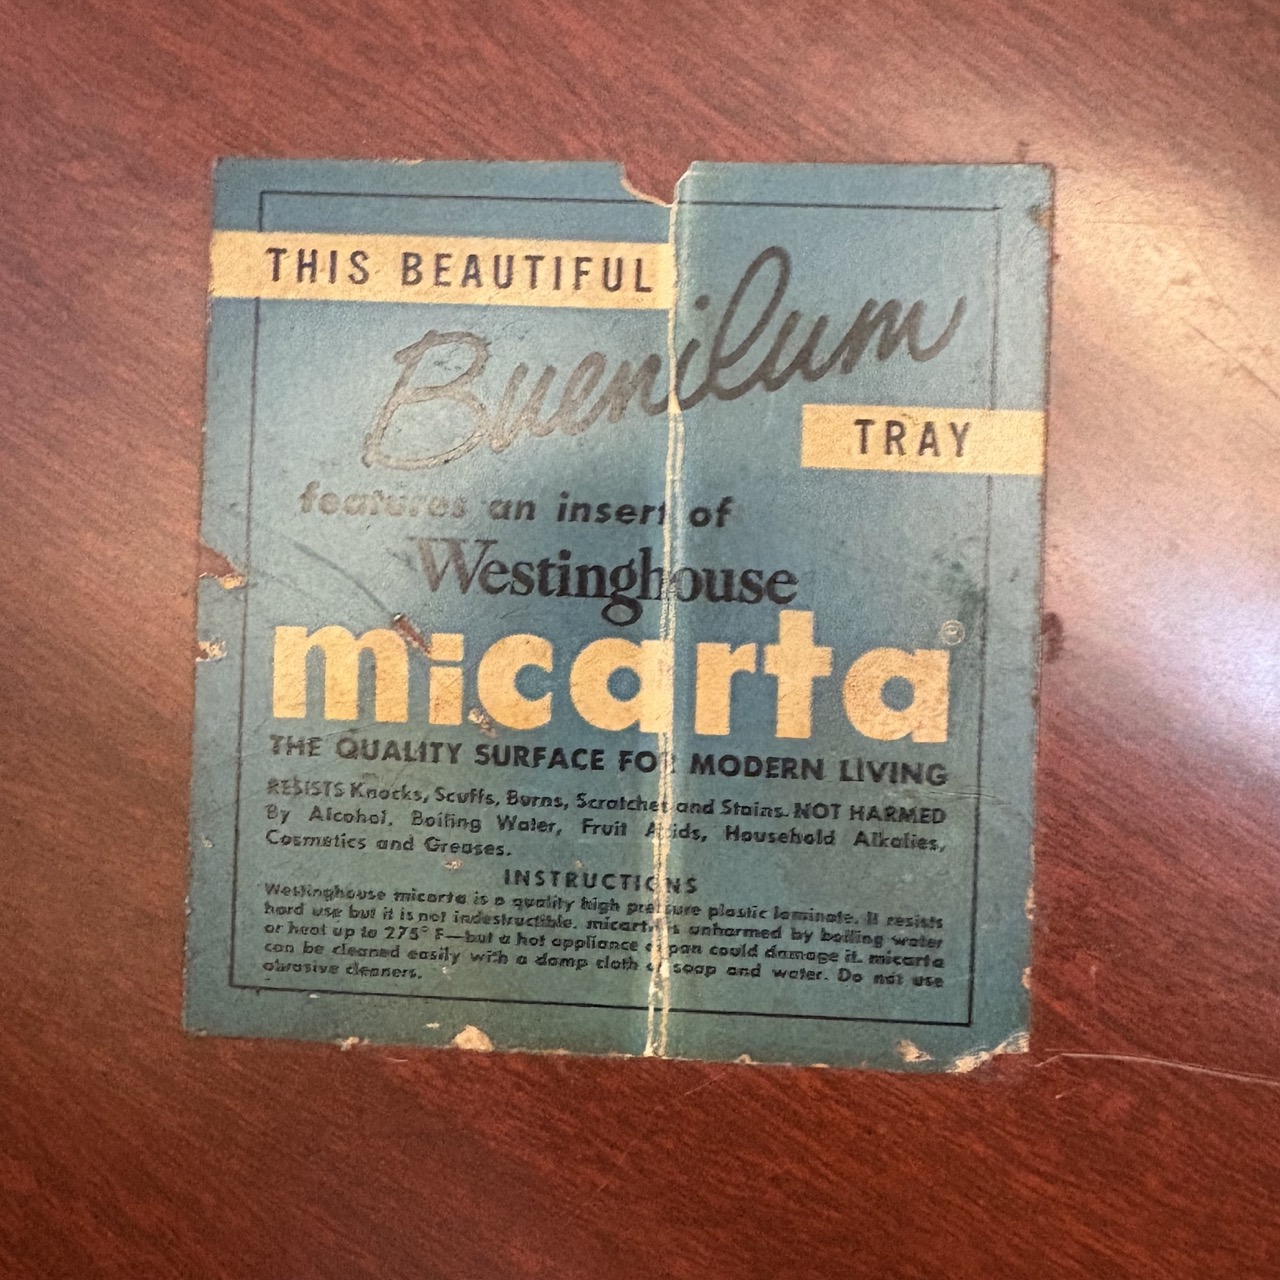 THIS BEAUTIFUL
Buenilum
TRAY
features an insert of
Westinghouse
micarta®
THE QUALITY SURFACE FOR MODERN LIVING
RESISTS Knocks, Scuffs, Burns, Scratches and Stains. NOT HARMED
By Alcohol, Boiling Water, Fruit Acids, Household Alkalies,
Cosmetics and Greases.
INSTRUCTIONS
Westinghouse micarta is a quality high pressure plastic laminate. It resists
hard use but it is not indestructible. micarta is unharmed by boiling water
or heat up to 275° F—but a hot appliance pan could damage it. micarta
can be cleaned easily with a damp cloth soap and water. Do not use
abrasive cleaners.